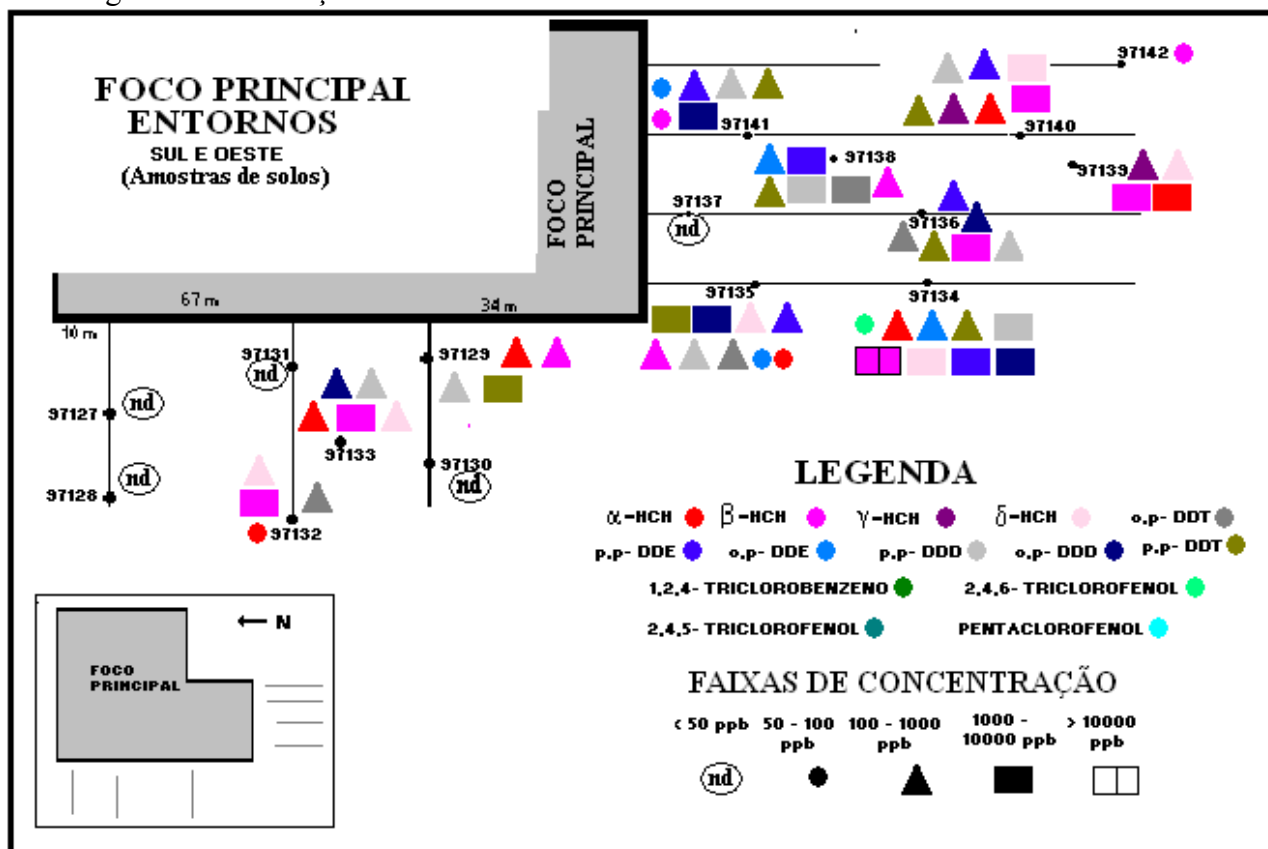 FOCO PRINCIPAL
ENTORNOS
SUL E OESTE
(Amostras de solos)
FOCO
PRINCIPAL
97142
97141
97140
97138
97139
97137
nd
97136
97135
97134
67 m
34 m
10 m
97131
nd
97129
97127
nd
97133
97130
nd
97128
nd
97132
LEGENDA
α-HCH
β-HCH
γ-HCH
δ-HCH
o,p- DDT
p,p- DDE
o,p- DDE
p,p- DDD
o,p- DDD
p,p- DDT
1,2,4- TRICLOROBENZENO
2,4,6- TRICLOROFENOL
2,4,5- TRICLOROFENOL
PENTACLOROFENOL
FAIXAS DE CONCENTRAÇÃO
< 50 ppb
50 - 100
ppb
100 - 1000
ppb
1000 -
10000 ppb
> 10000
ppb
nd
← N
FOCO
PRINCIPAL